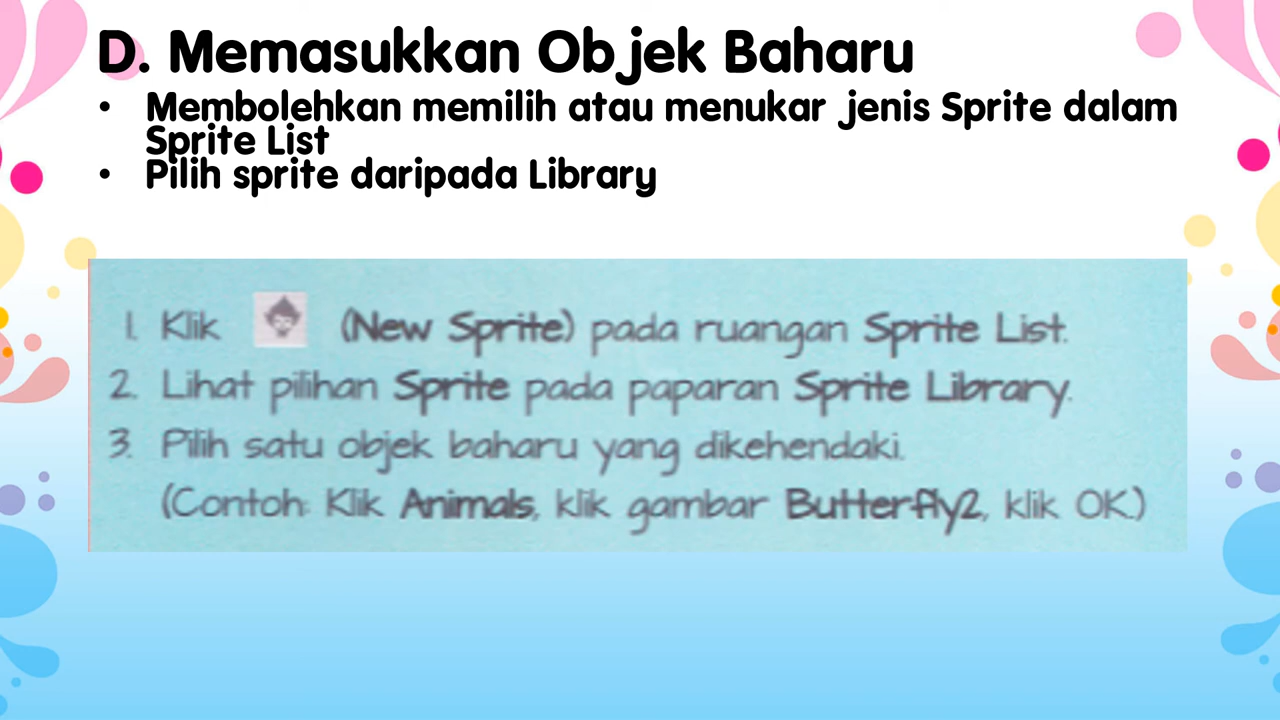 D. Memasukkan Objek Baharu
• Membolehkan memilih atau menukar jenis Sprite dalam
Sprite List
• Pilih sprite daripada Library
1. Klik (New Sprite) pada ruangan Sprite List.
2. Lihat pilihan Sprite pada paparan Sprite Library.
3. Pilih satu objek baharu yang dikehendaki.
(Contoh: Klik Animals, klik gambar Butterfly2, klik OK.)